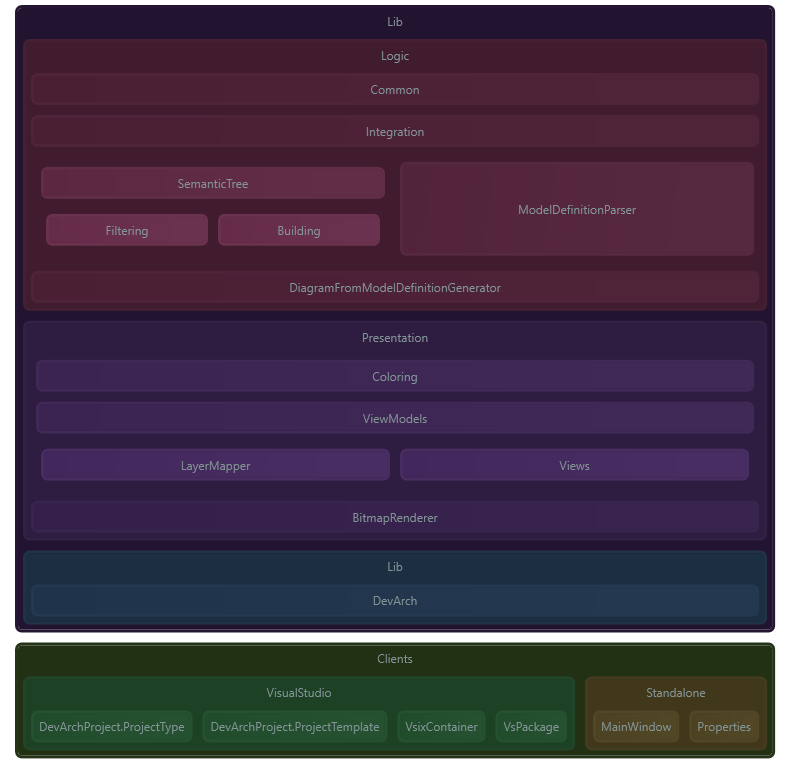 Lib
Logic
Common
Integration
SemanticTree
ModelDefinitionParser
Filtering
Building
DiagramFromModelDefinitionGenerator
Presentation
Coloring
ViewModels
LayerMapper
Views
BitmapRenderer
Lib
DevArch
Clients
VisualStudio
Standalone
DevArchProject.ProjectType
DevArchProject.ProjectTemplate
VsixContainer
VsPackage
MainWindow
Properties